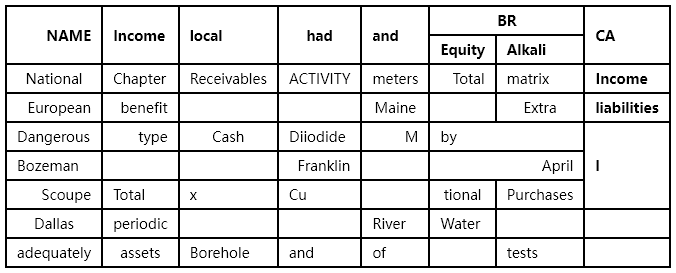 NAME Income local had and BR CA
Equity Alkali
National Chapter Receivables ACTIVITY meters Total matrix Income
European benefit Maine Extra liabilities
Dangerous type Cash Diiodide M by I
Bozeman Franklin April
Scoupe Total x Cu tional Purchases
Dallas periodic River Water
adequately assets Borehole and of tests